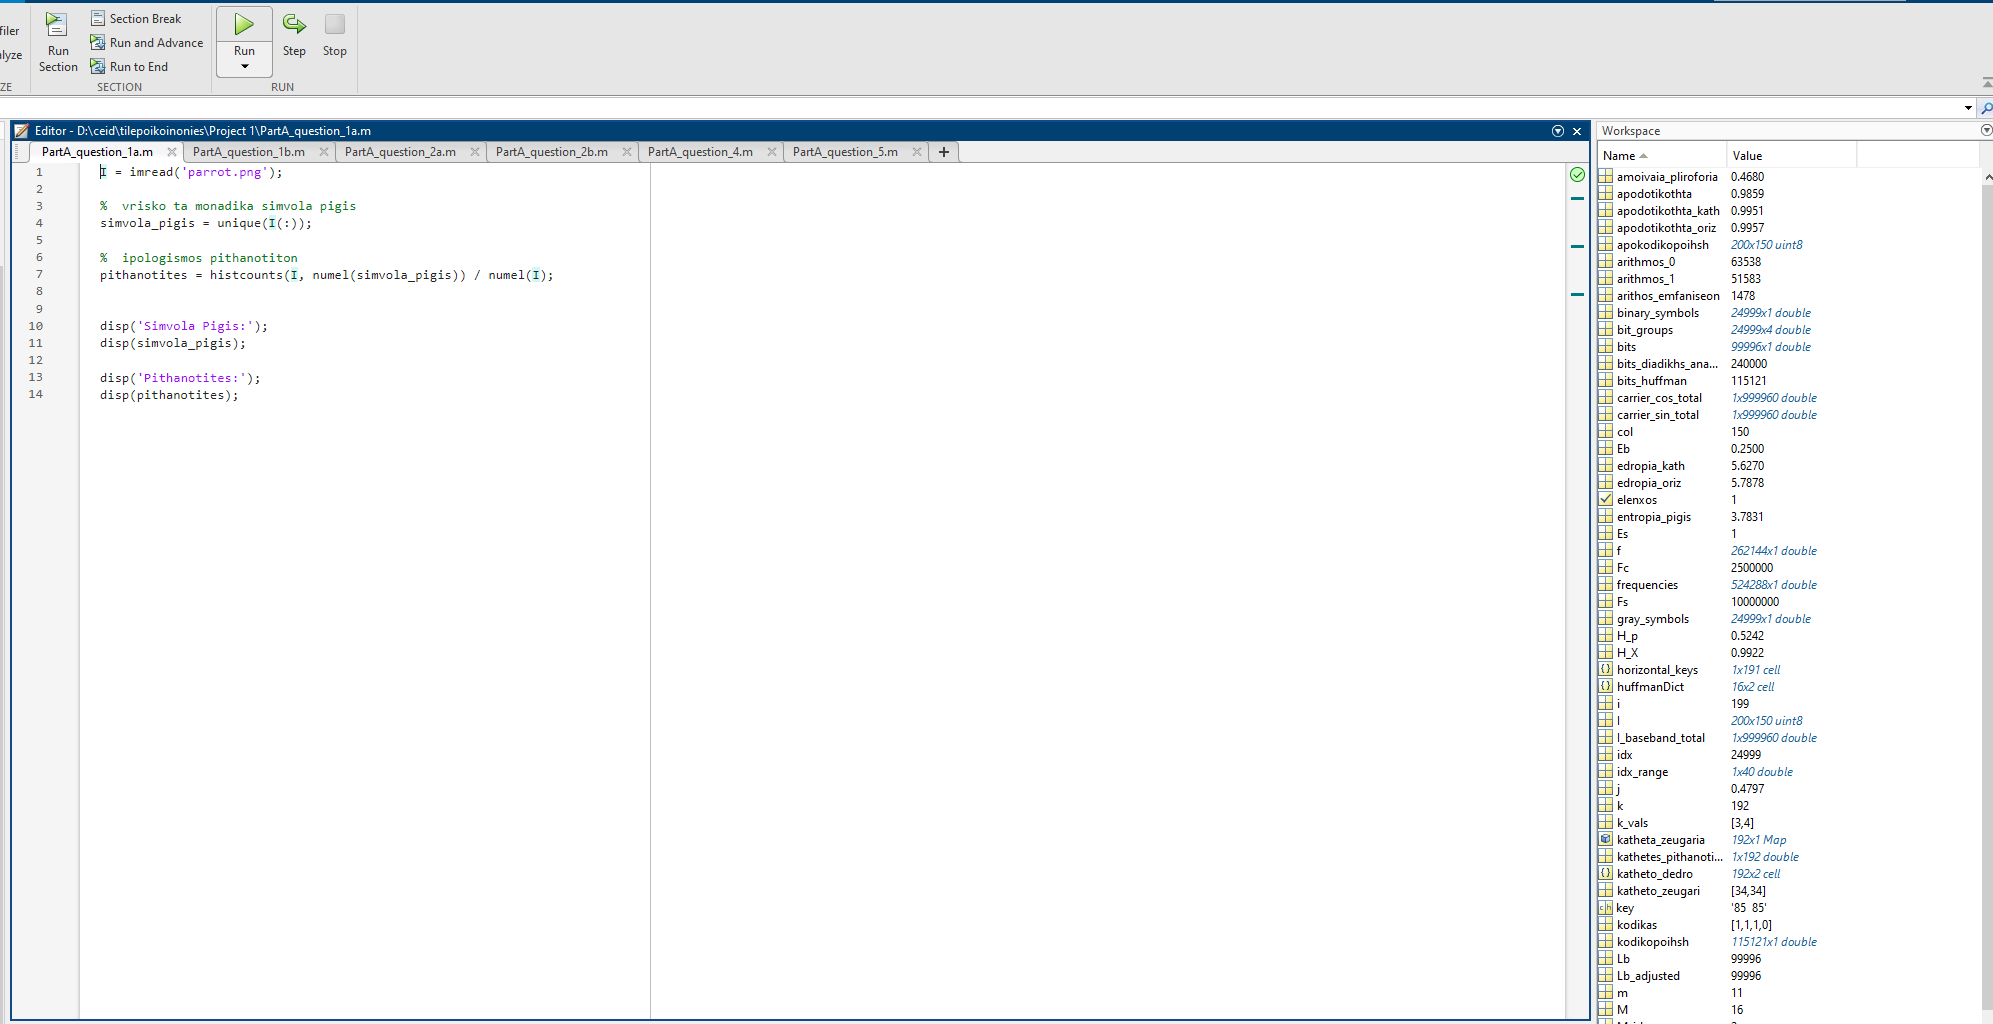 filer
lyze
ZE
Run
Section
Section Break
Run and Advance
Run to End
SECTION
Run
Step
Stop
RUN
Editor - D:\ceid\tilepoikoinonies\Project 1\PartA_question_1a.m
PartA_question_1a.m
PartA_question_1b.m
PartA_question_2a.m
PartA_question_2b.m
PartA_question_4.m
PartA_question_5.m
1 I = imread('parrot.png');
2
3 %  vrisko ta monadika simvola pigis
4 simvola_pigis = unique(I(:));
5
6 %  ipologismos pithanotiton
7 pithanotites = histcounts(I, numel(simvola_pigis)) / numel(I);
8
9
10 disp('Simvola Pigis:');
11 disp(simvola_pigis);
12
13 disp('Pithanotites:');
14 disp(pithanotites);
Workspace
Name Value
amoivaia_pliroforia 0.4680
apodotikothta 0.9859
apodotikothta_kath 0.9951
apodotikothta_oriz 0.9957
apokodikopoihsh 200x150 uint8
arithmos_0 63538
arithmos_1 51583
arithos_emfaniseon 1478
binary_symbols 24999x1 double
bit_groups 24999x4 double
bits 99996x1 double
bits_diadikhs_ana... 240000
bits_huffman 115121
carrier_cos_total 1x999960 double
carrier_sin_total 1x999960 double
col 150
Eb 0.2500
edropia_kath 5.6270
edropia_oriz 5.7878
elenxos 1
entropia_pigis 3.7831
Es 1
f 262144x1 double
Fc 2500000
frequencies 524288x1 double
Fs 10000000
gray_symbols 24999x1 double
H_p 0.5242
H_X 0.9922
horizontal_keys 1x191 cell
huffmanDict 16x2 cell
i 199
I 200x150 uint8
I_baseband_total 1x999960 double
idx 24999
idx_range 1x40 double
j 0.4797
k 192
k_vals [3,4]
katheta_zeugaria 192x1 Map
kathetes_pithanoti... 1x192 double
katheto_dedro 192x2 cell
katheto_zeugari [34,34]
key '85  85'
kodikas [1,1,1,0]
kodikopoihsh 115121x1 double
Lb 99996
Lb_adjusted 99996
m 11
M 16